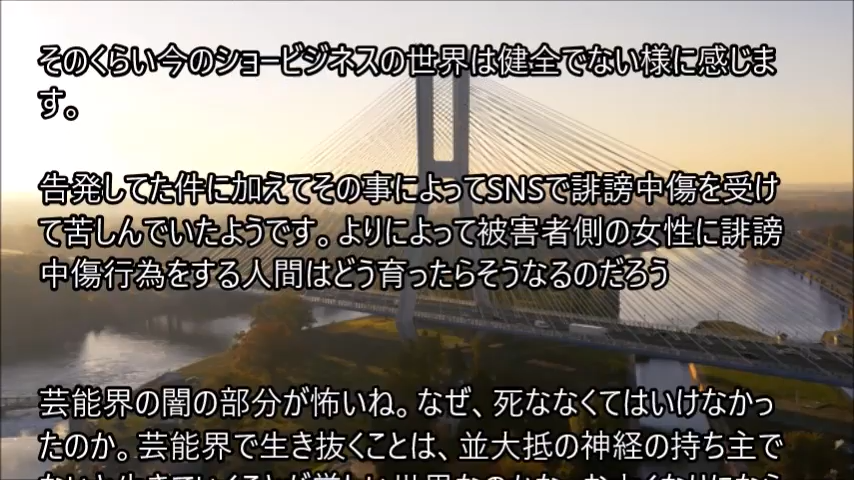 そのくらい今のショービジネスの世界は健全でない様に感じま
す。
告発してた件に加えてその事によってSNSで誹謗中傷を受け
て苦しんでいたようです。よりによって被害者側の女性に誹謗
中傷行為をする人間はどう育ったらそうなるのだろう
芸能界の闇の部分が怖いね。なぜ、死ななくてはいけなかっ
たのか。芸能界で生き抜くことは、並大抵の神経の持ち主で